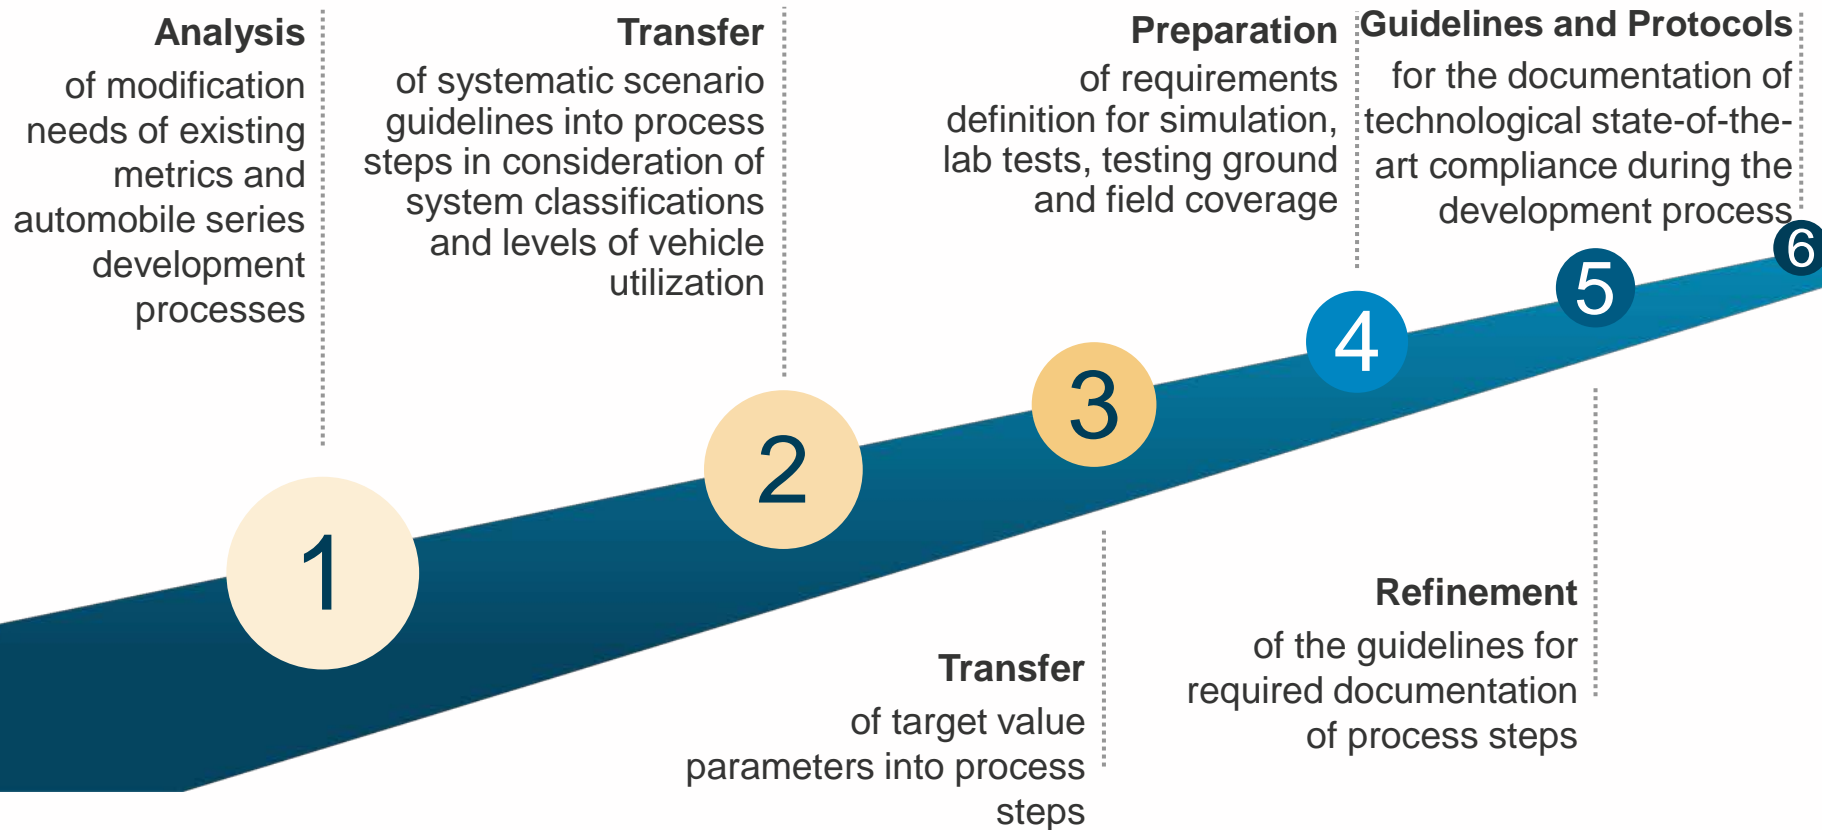 Analysis
of modification
needs of existing
metrics and
automobile series
development
processes
1
Transfer
of systematic scenario
guidelines into process
steps in consideration of
system classifications
and levels of vehicle
utilization
2
Transfer
of target value
parameters into process
steps
3
Preparation
of requirements
definition for simulation,
lab tests, testing ground
and field coverage
4
Refinement
of the guidelines for
required documentation
of process steps
5
Guidelines and Protocols
for the documentation of
technological state-of-the-
art compliance during the
development process
6